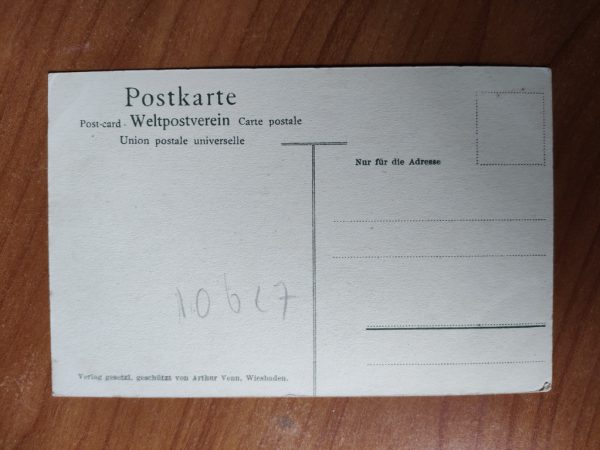 Postkarte
Post-card - Weltpostverein Carte postale
Union postale universelle
Nur für die Adresse
Verlag gesetzl. geschützt von Arthur Venn, Wiesbaden.